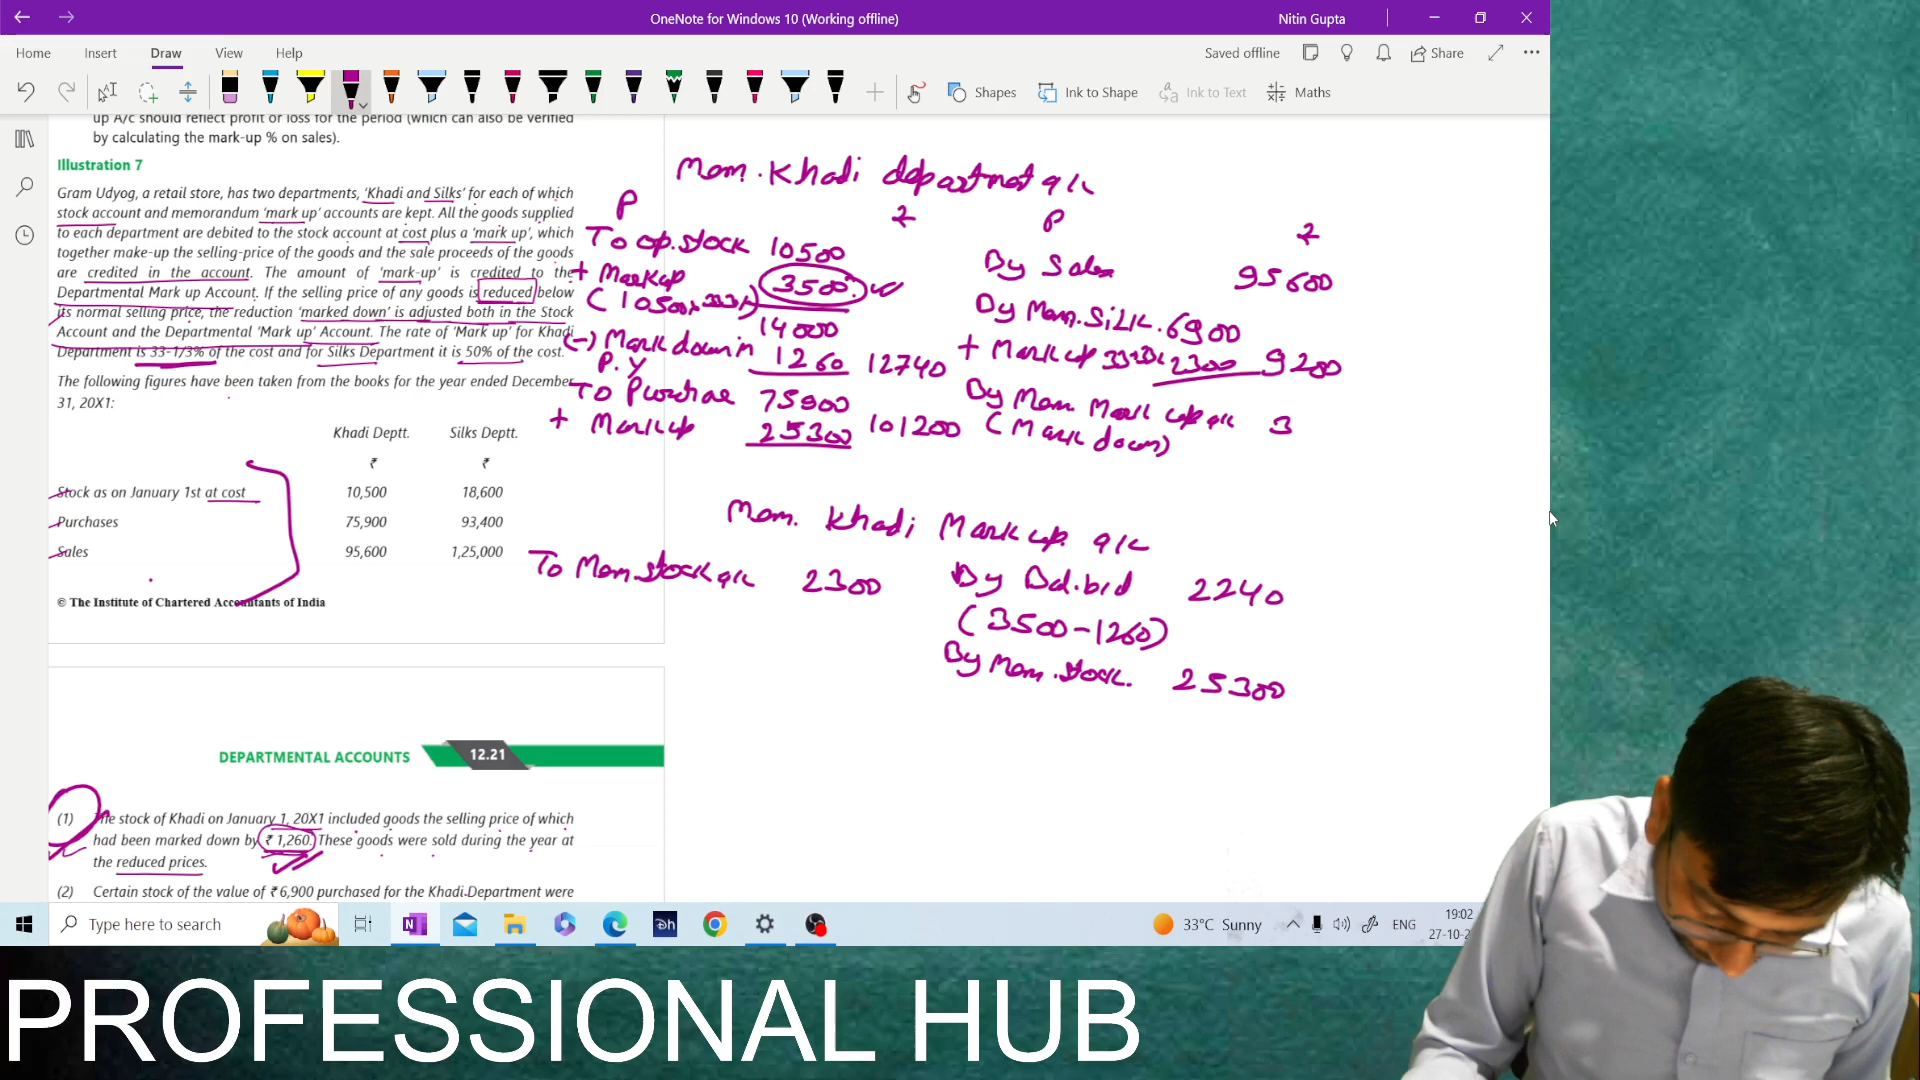 OneNote for Windows 10 (Working offline)
Nitin Gupta
Home Insert Draw View Help
Saved offline Share
Shapes Ink to Shape Ink to Text Maths
up A/c should reflect profit or loss for the period (which can also be verified
by calculating the mark-up % on sales).
Illustration 7
Gram Udyog, a retail store, has two departments, 'Khadi and Silks' for each of which
stock account and memorandum 'mark up' accounts are kept. All the goods supplied
to each department are debited to the stock account at cost plus a 'mark up', which
together make-up the selling-price of the goods and the sale proceeds of the goods
are credited in the account. The amount of 'mark-up' is credited to the
Departmental Mark up Account. If the selling price of any goods is reduced below
its normal selling price, the reduction 'marked down' is adjusted both in the Stock
Account and the Departmental 'Mark up' Account. The rate of 'Mark up' for Khadi
Department is 33-1/3% of the cost and for Silks Department it is 50% of the cost.
The following figures have been taken from the books for the year ended December
31, 20X1:
Khadi Deptt. Silks Deptt.
₹ ₹
Stock as on January 1st at cost 10,500 18,600
Purchases 75,900 93,400
Sales 95,600 1,25,000
© The Institute of Chartered Accountants of India
DEPARTMENTAL ACCOUNTS 12.21
(1) The stock of Khadi on January 1, 20X1 included goods the selling price of which
had been marked down by ₹ 1,260. These goods were sold during the year at
the reduced prices.
(2) Certain stock of the value of ₹ 6,900 purchased for the Khadi Department were
Mem. Khadi department a/c
P ₹ P ₹
To op. stock 10500
+ Mark up 3500
(10500x33.3%)
14000
(-) Mark down in
P.Y 1260 12740
To Purchae 75900
+ Mark up 25300 101200
By Sales 95600
By Mem. Silk. 6900
+ Mark up 2300 9200
By Mem. Mark up a/c 3
(Mark down)
Mem. Khadi Mark up. a/c
To Mem. stock a/c 2300
By Bal. b/d 2240
(3500-1260)
By Mem. stock. 25300
Type here to search
33°C Sunny
ENG
19:02
27-10-2
PROFESSIONAL HUB